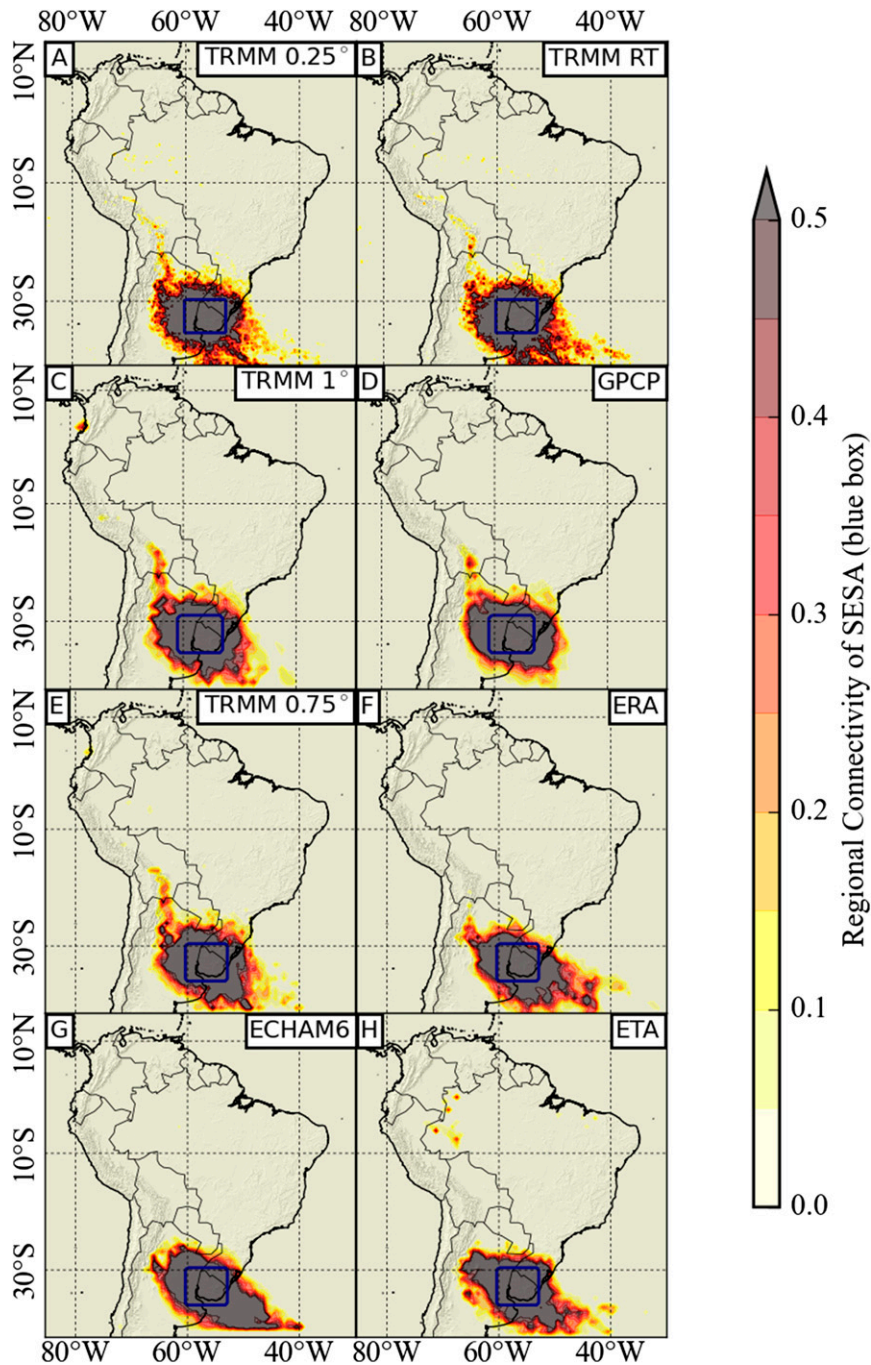 80°W 60°W 40°W 80°W 60°W 40°W
A TRMM 0.25° B TRMM RT
10°N
10°S
30°S
C TRMM 1° D GPCP
10°N
10°S
30°S
E TRMM 0.75° F ERA
10°N
10°S
30°S
G ECHAM6 H ETA
10°N
10°S
30°S
80°W 60°W 40°W 80°W 60°W 40°W
0.5
0.4
0.3
0.2
0.1
0.0
Regional Connectivity of SESA (blue box)